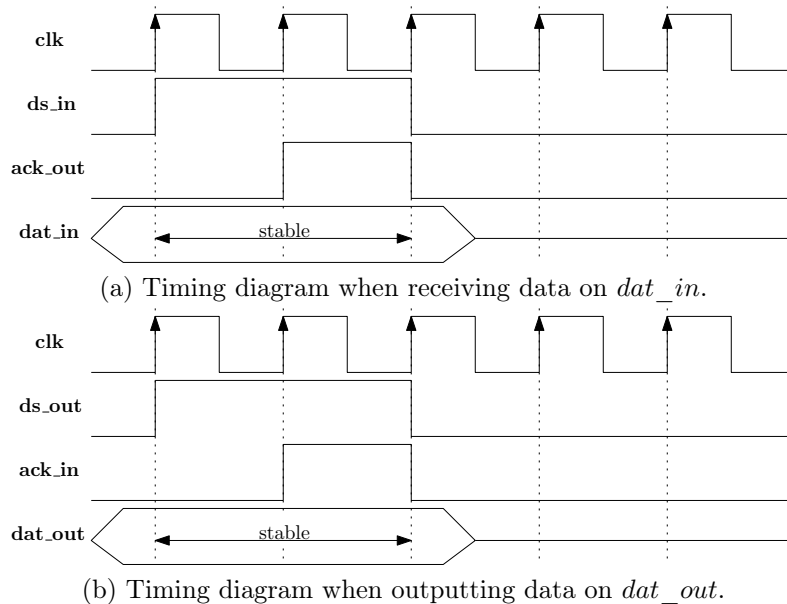 clk
ds_in
ack_out
dat_in
stable
(a) Timing diagram when receiving data on dat_in.
clk
ds_out
ack_in
dat_out
stable
(b) Timing diagram when outputting data on dat_out.